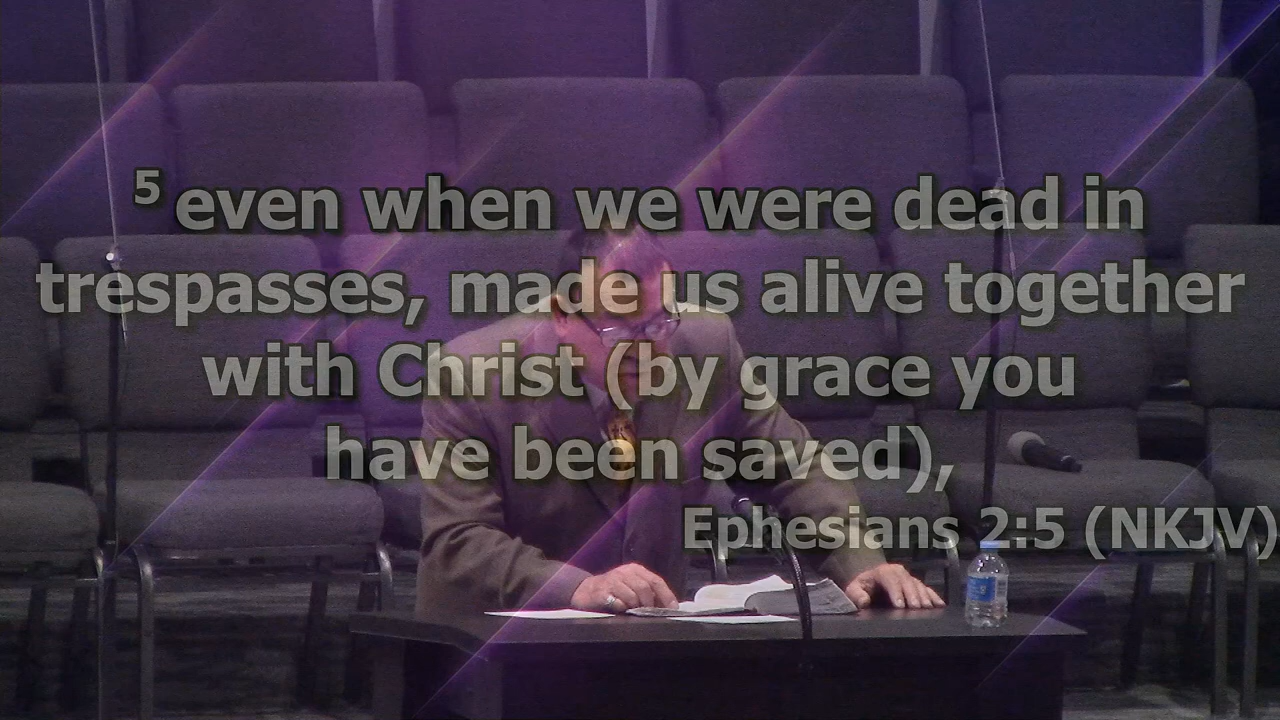 5 even when we were dead in
trespasses, made us alive together
with Christ (by grace you
have been saved),
Ephesians 2:5 (NKJV)